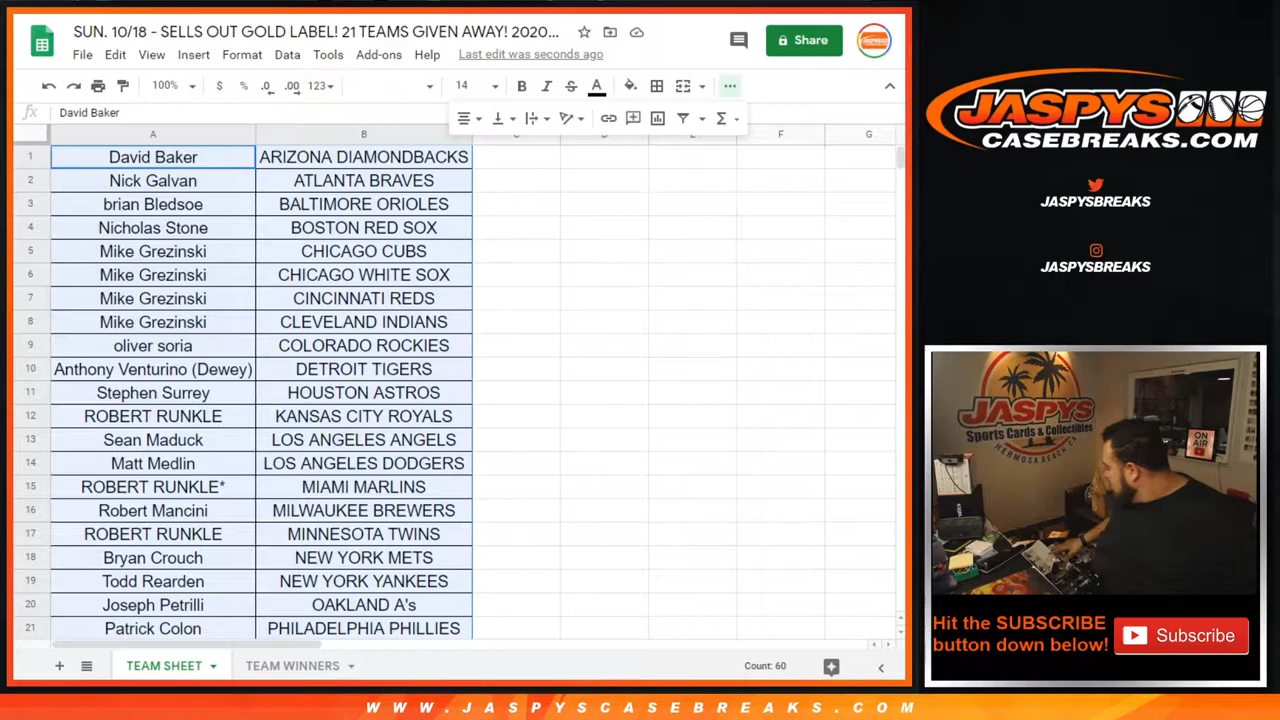 SUN. 10/18 - SELLS OUT GOLD LABEL! 21 TEAMS GIVEN AWAY! 2020...
File Edit View Insert Format Data Tools Add-ons Help Last edit was seconds ago
Share
100% $ % .0 .00 123 14 B I S A
fx David Baker
A B C D E F G
1 David Baker ARIZONA DIAMONDBACKS
2 Nick Galvan ATLANTA BRAVES
3 brian Bledsoe BALTIMORE ORIOLES
4 Nicholas Stone BOSTON RED SOX
5 Mike Grezinski CHICAGO CUBS
6 Mike Grezinski CHICAGO WHITE SOX
7 Mike Grezinski CINCINNATI REDS
8 Mike Grezinski CLEVELAND INDIANS
9 oliver soria COLORADO ROCKIES
10 Anthony Venturino (Dewey) DETROIT TIGERS
11 Stephen Surrey HOUSTON ASTROS
12 ROBERT RUNKLE KANSAS CITY ROYALS
13 Sean Maduck LOS ANGELES ANGELS
14 Matt Medlin LOS ANGELES DODGERS
15 ROBERT RUNKLE* MIAMI MARLINS
16 Robert Mancini MILWAUKEE BREWERS
17 ROBERT RUNKLE MINNESOTA TWINS
18 Bryan Crouch NEW YORK METS
19 Todd Rearden NEW YORK YANKEES
20 Joseph Petrilli OAKLAND A's
21 Patrick Colon PHILADELPHIA PHILLIES
TEAM SHEET TEAM WINNERS Count: 60
JASPYS
CASEBREAKS.COM
JASPYSBREAKS
JASPYSBREAKS
JASPYS
Sports Cards & Collectibles
HERMOSA BEACH CA
ON
AIR
Hit the SUBSCRIBE
button down below!
Subscribe
WWW.JASPYSCASEBREAKS.COM